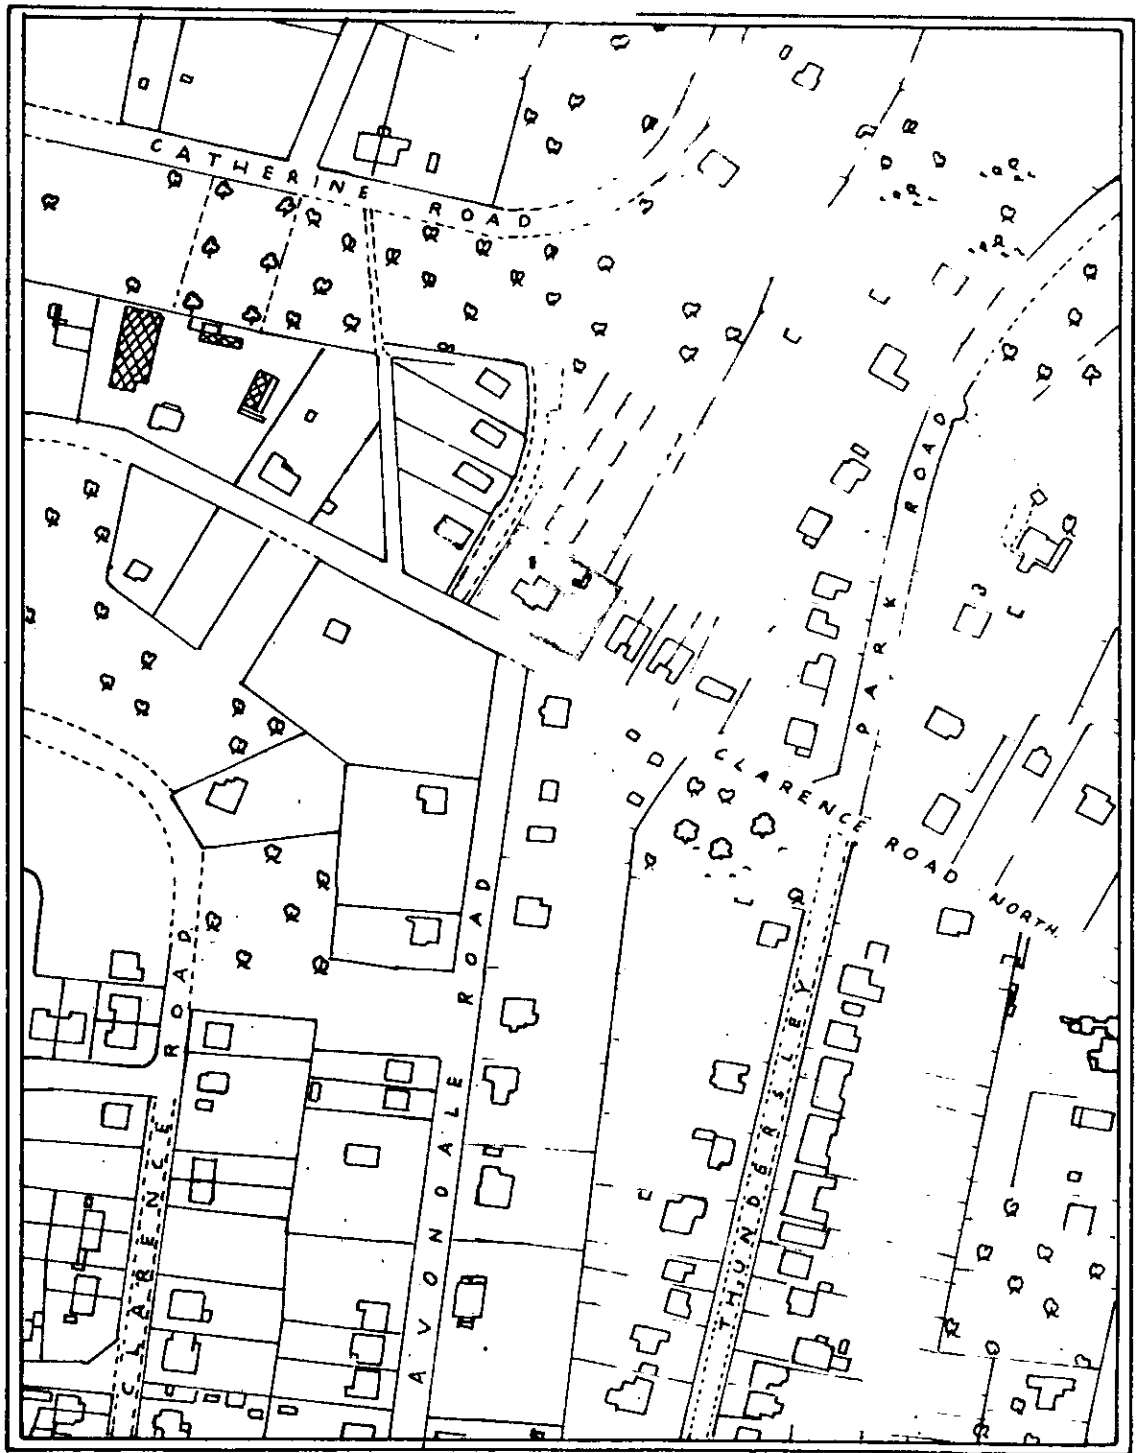 CATHERINE ROAD
PARK ROAD
CLARENCE ROAD NORTH.
CLARENCE ROAD
AVONDALE ROAD
THUNDERSLEY